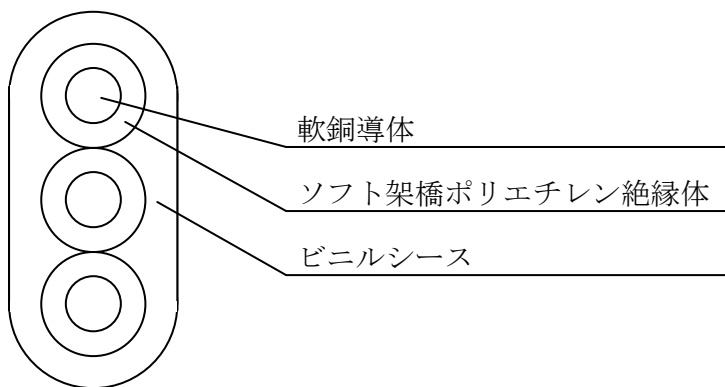 軟銅導体
ソフト架橋ポリエチレン絶縁体
ビニルシース